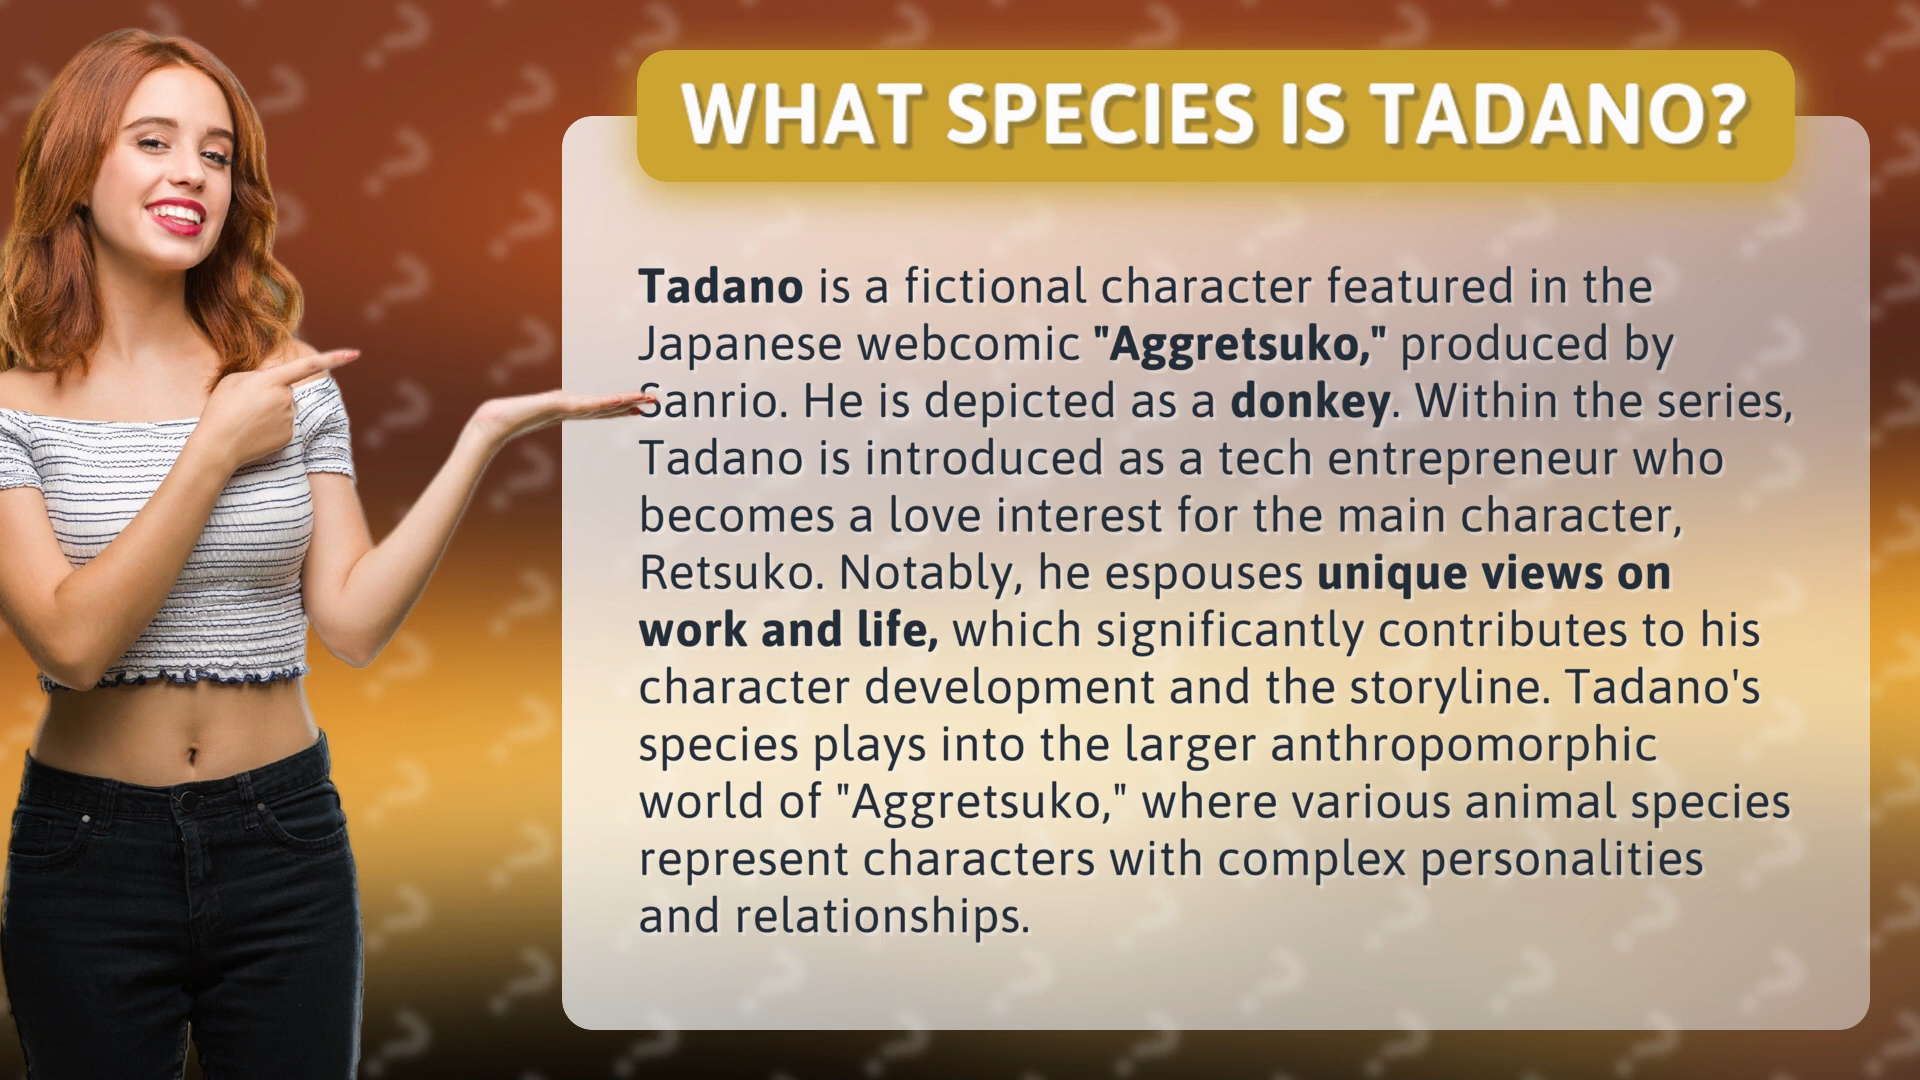 WHAT SPECIES IS TADANO?
Tadano is a fictional character featured in the
Japanese webcomic "Aggretsuko," produced by
Sanrio. He is depicted as a donkey. Within the series,
Tadano is introduced as a tech entrepreneur who
becomes a love interest for the main character,
Retsuko. Notably, he espouses unique views on
work and life, which significantly contributes to his
character development and the storyline. Tadano's
species plays into the larger anthropomorphic
world of "Aggretsuko," where various animal species
represent characters with complex personalities
and relationships.